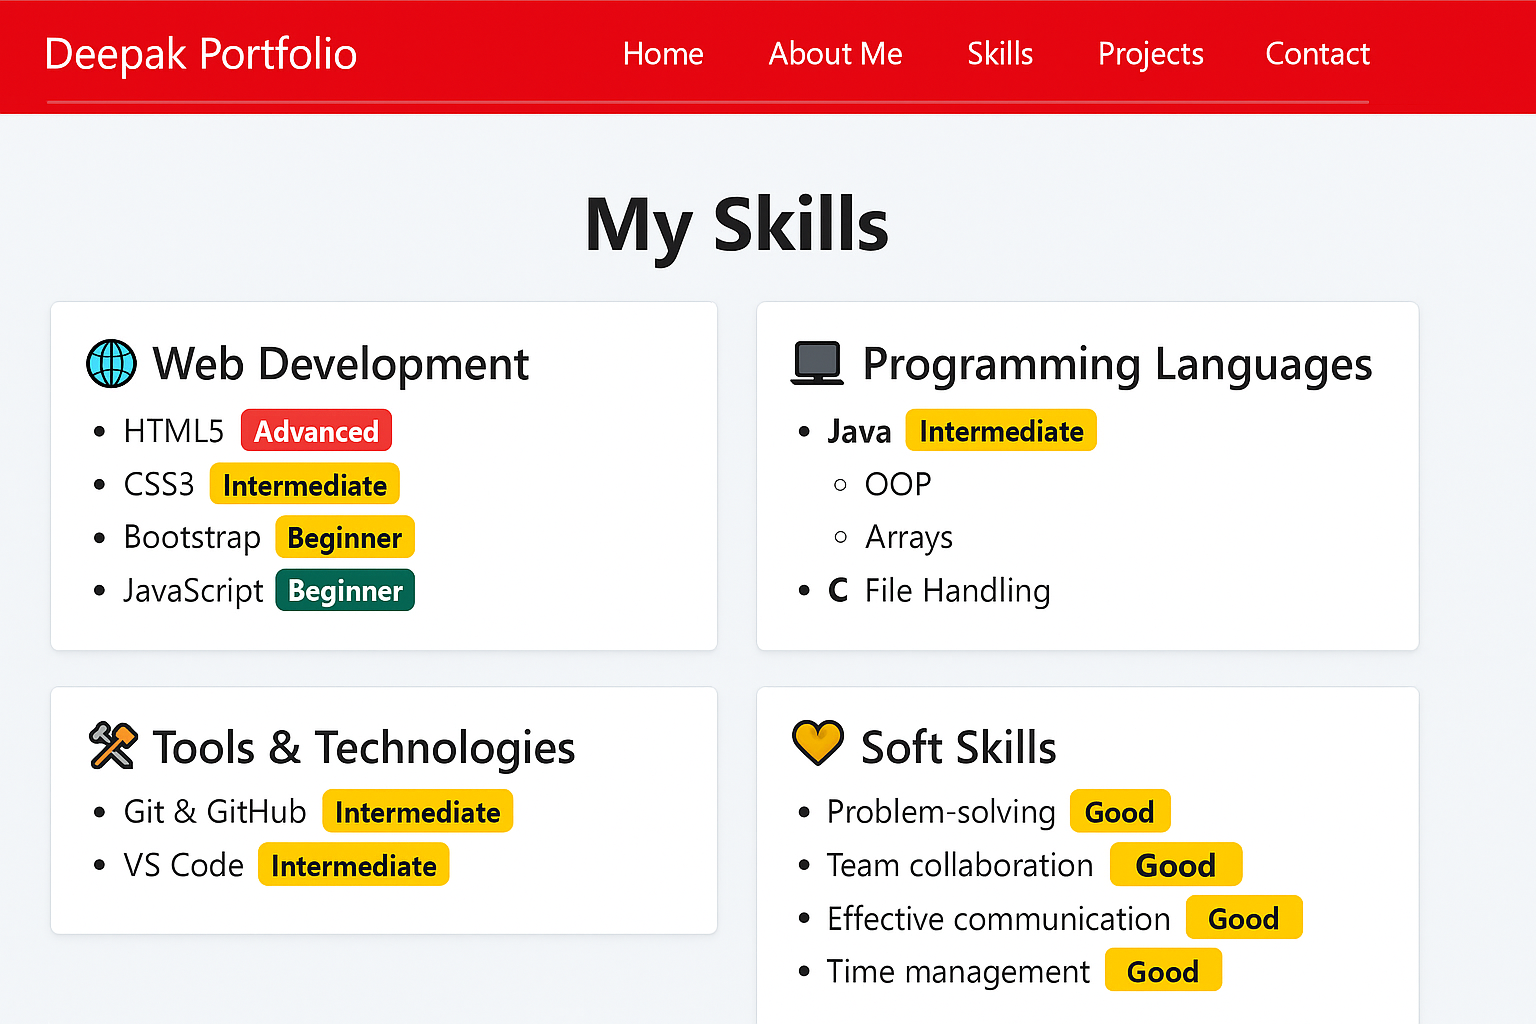 Deepak Portfolio Home About Me Skills Projects Contact
My Skills
Web Development
HTML5 Advanced
CSS3 Intermediate
Bootstrap Beginner
JavaScript Beginner
Programming Languages
Java Intermediate
OOP
Arrays
C File Handling
Tools & Technologies
Git & GitHub Intermediate
VS Code Intermediate
Soft Skills
Problem-solving Good
Team collaboration Good
Effective communication Good
Time management Good